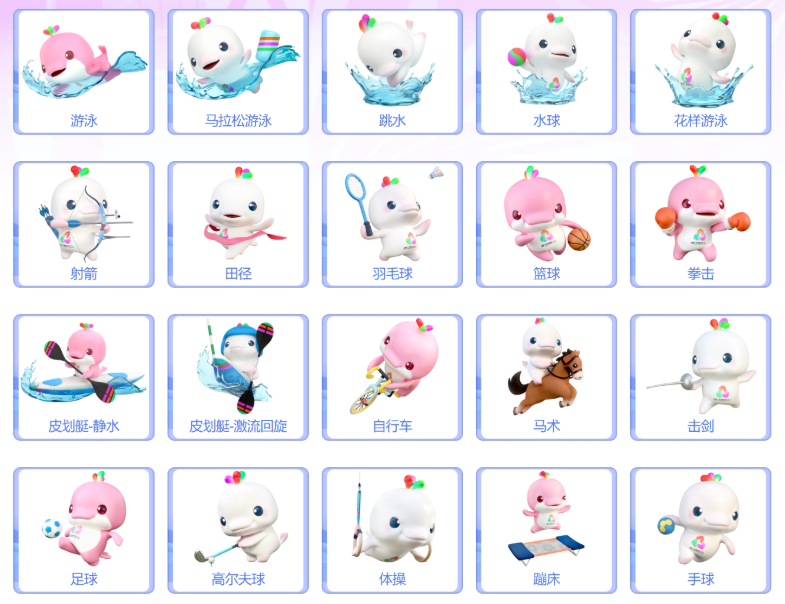 游泳
马拉松游泳
跳水
水球
花样游泳
射箭
田径
羽毛球
篮球
拳击
皮划艇-静水
皮划艇-激流回旋
自行车
马术
击剑
足球
高尔夫球
体操
蹦床
手球